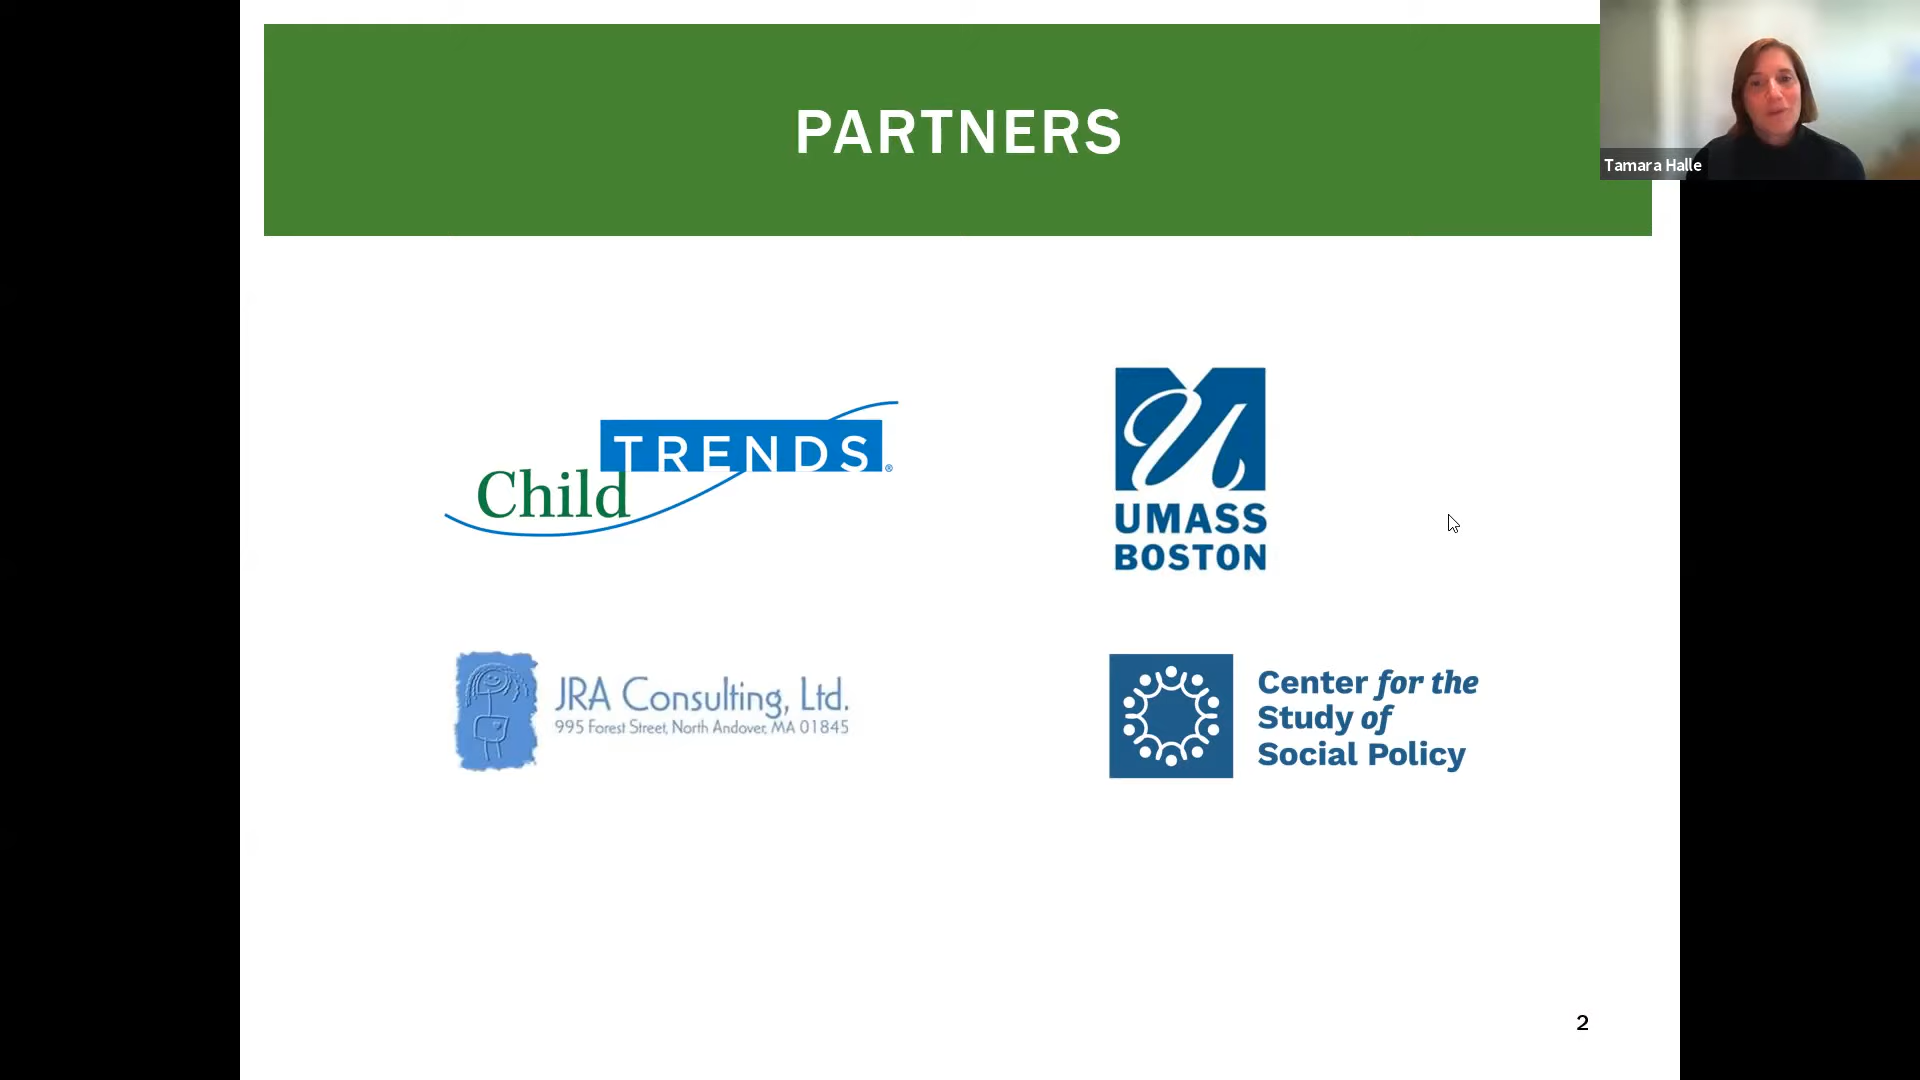 PARTNERS
Tamara Halle
TRENDS®
Child
UMASS
BOSTON
JRA Consulting, Ltd.
995 Forest Street, North Andover, MA 01845
Center for the
Study of
Social Policy
2